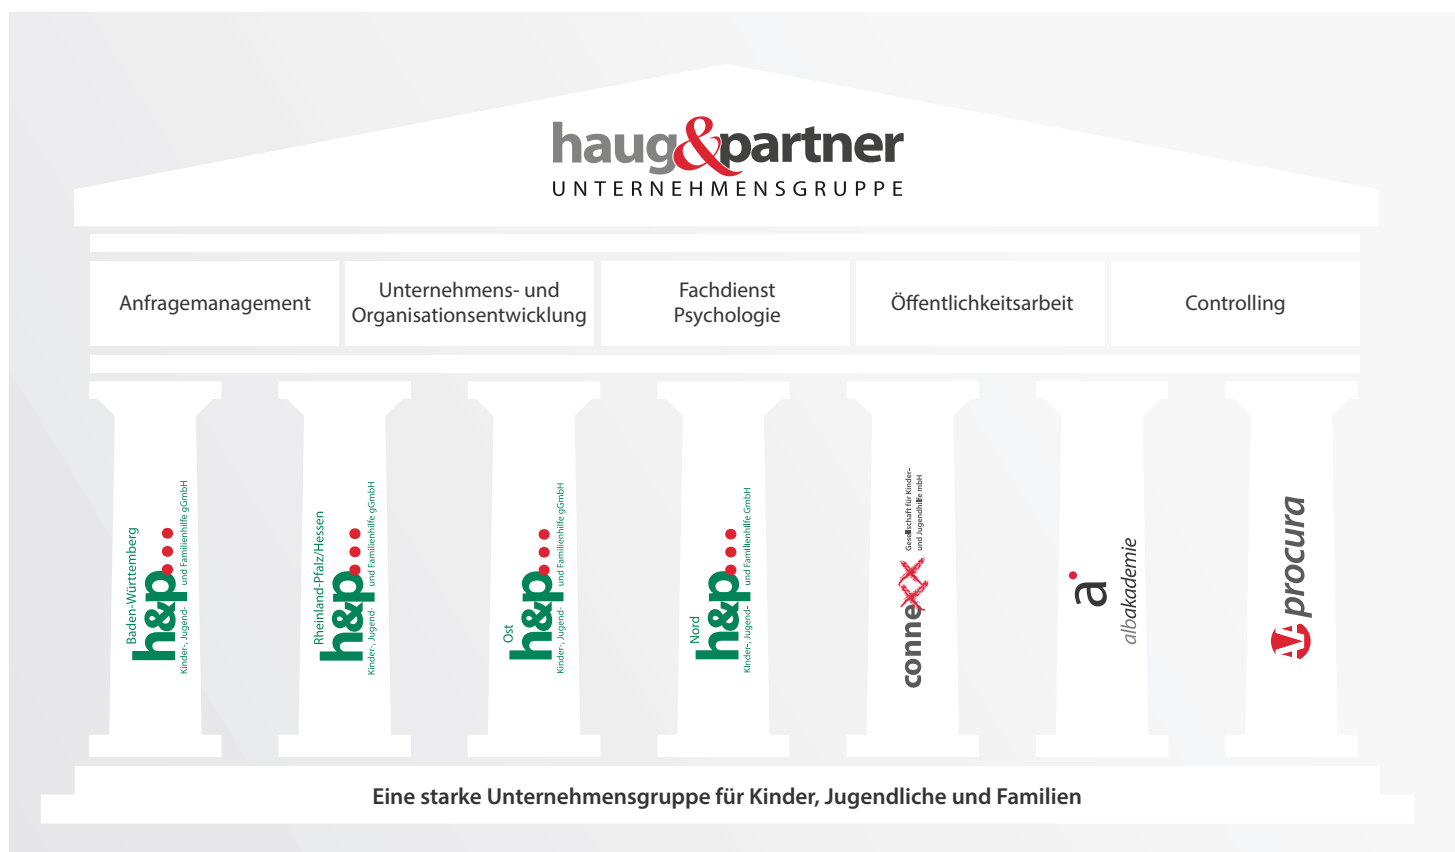 haug&partner
UNTERNEHMENSGRUPPE
Anfragemanagement
Unternehmens- und
Organisationsentwicklung
Fachdienst
Psychologie
Öffentlichkeitsarbeit
Controlling
Baden-Württemberg
h&p...
Kinder-, Jugend- und Familienhilfe gGmbH
Rheinland-Pfalz/Hessen
h&p...
Kinder-, Jugend- und Familienhilfe gGmbH
Ost
h&p...
Kinder-, Jugend- und Familienhilfe gGmbH
Nord
h&p...
Kinder-, Jugend- und Familienhilfe GmbH
connexx
Gesellschaft für Kinder-
und Jugendhilfe mbH
a
albakademie
procura
Eine starke Unternehmensgruppe für Kinder, Jugendliche und Familien